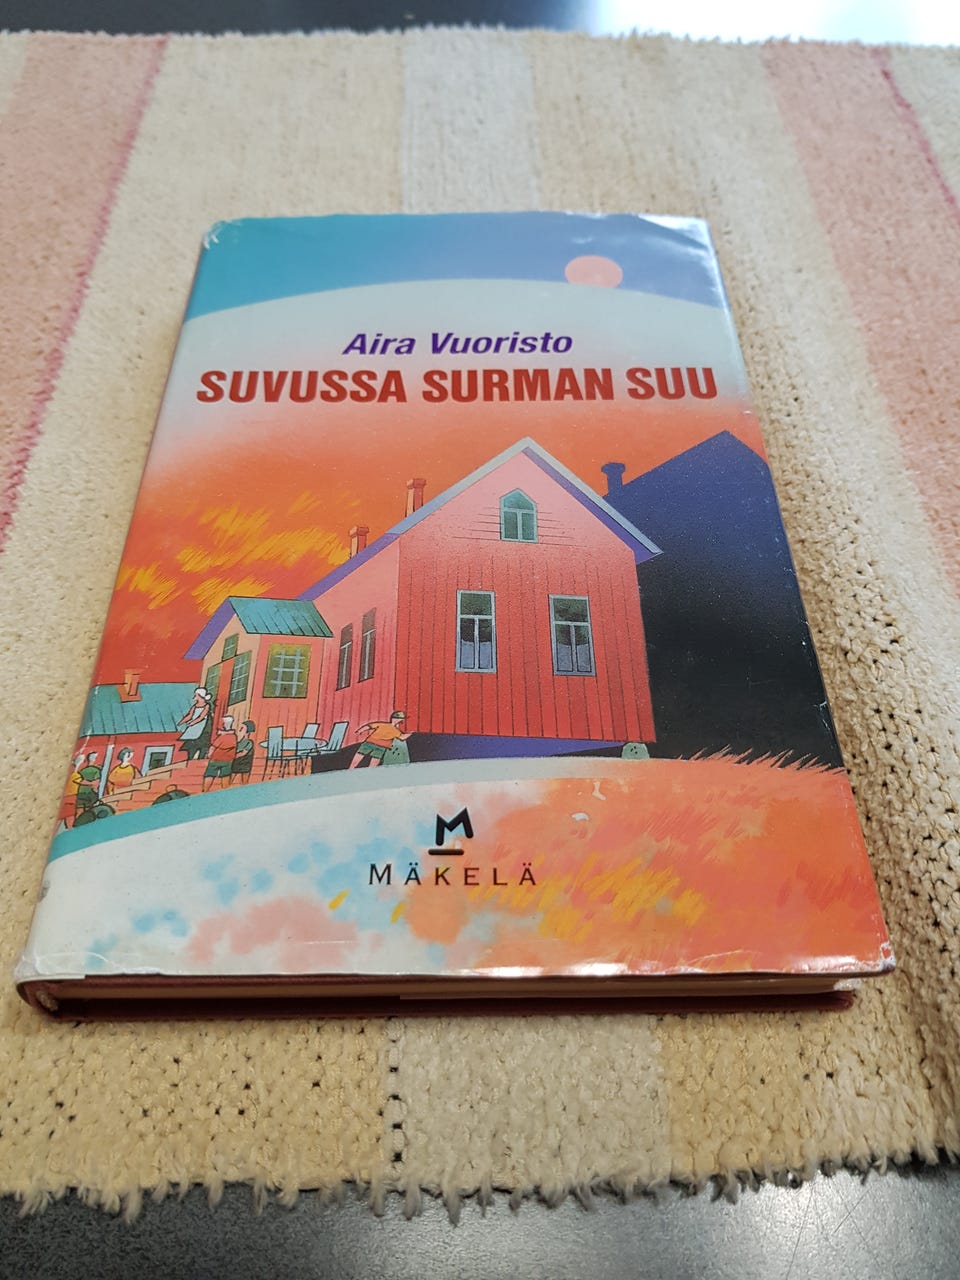 Aira Vuoristo
SUVUSSA SURMAN SUU
M
MÄKELÄ